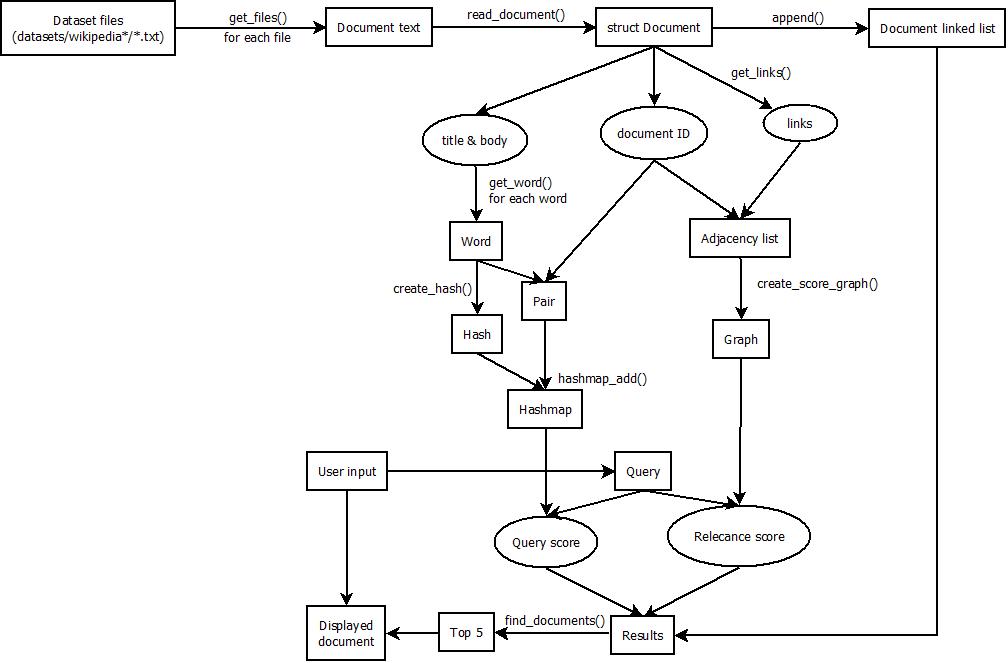 Dataset files
(datasets/wikipedia*/*.txt)
get_files()
for each file
Document text
read_document()
struct Document
append()
Document linked list
get_links()
title & body
document ID
links
get_word()
for each word
Word
Adjacency list
create_hash()
Pair
create_score_graph()
Hash
Graph
hashmap_add()
Hashmap
User input
Query
Query score
Relecance score
Displayed
document
Top 5
find_documents()
Results